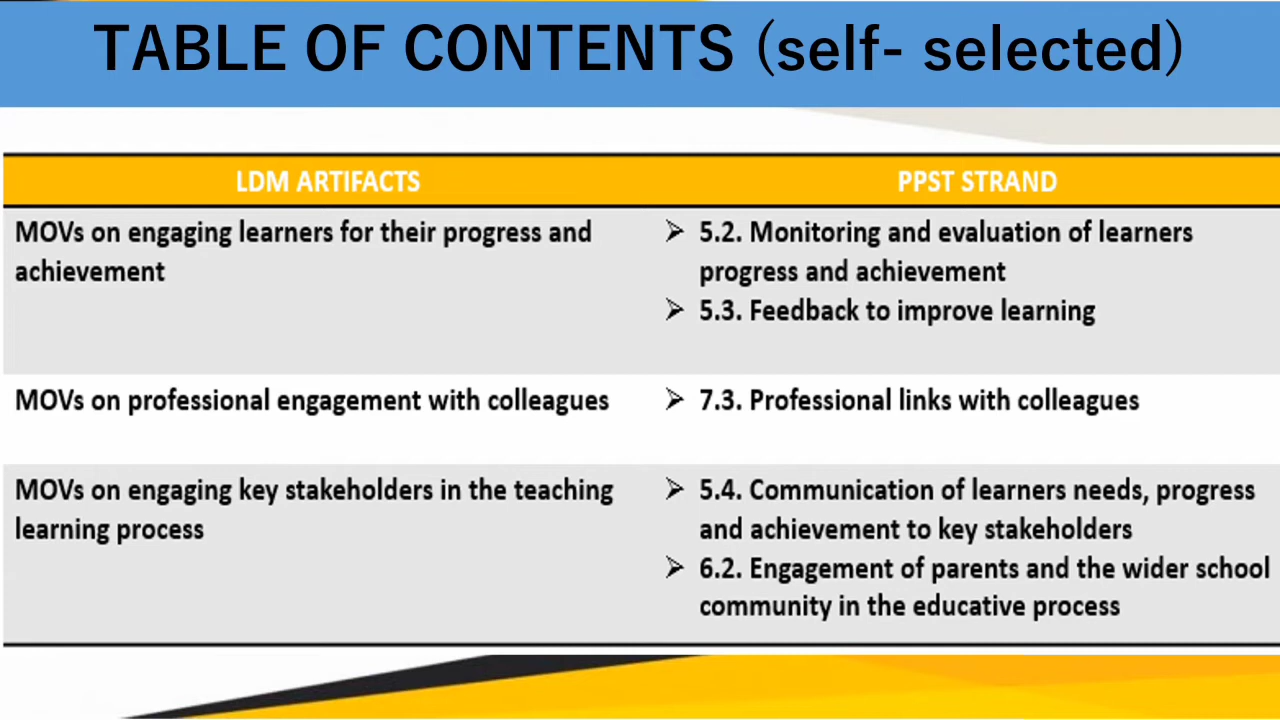 TABLE OF CONTENTS (self- selected)
LDM ARTIFACTS
PPST STRAND
MOVs on engaging learners for their progress and
achievement
➢ 5.2. Monitoring and evaluation of learners
progress and achievement
➢ 5.3. Feedback to improve learning
MOVs on professional engagement with colleagues
➢ 7.3. Professional links with colleagues
MOVs on engaging key stakeholders in the teaching
learning process
➢ 5.4. Communication of learners needs, progress
and achievement to key stakeholders
➢ 6.2. Engagement of parents and the wider school
community in the educative process